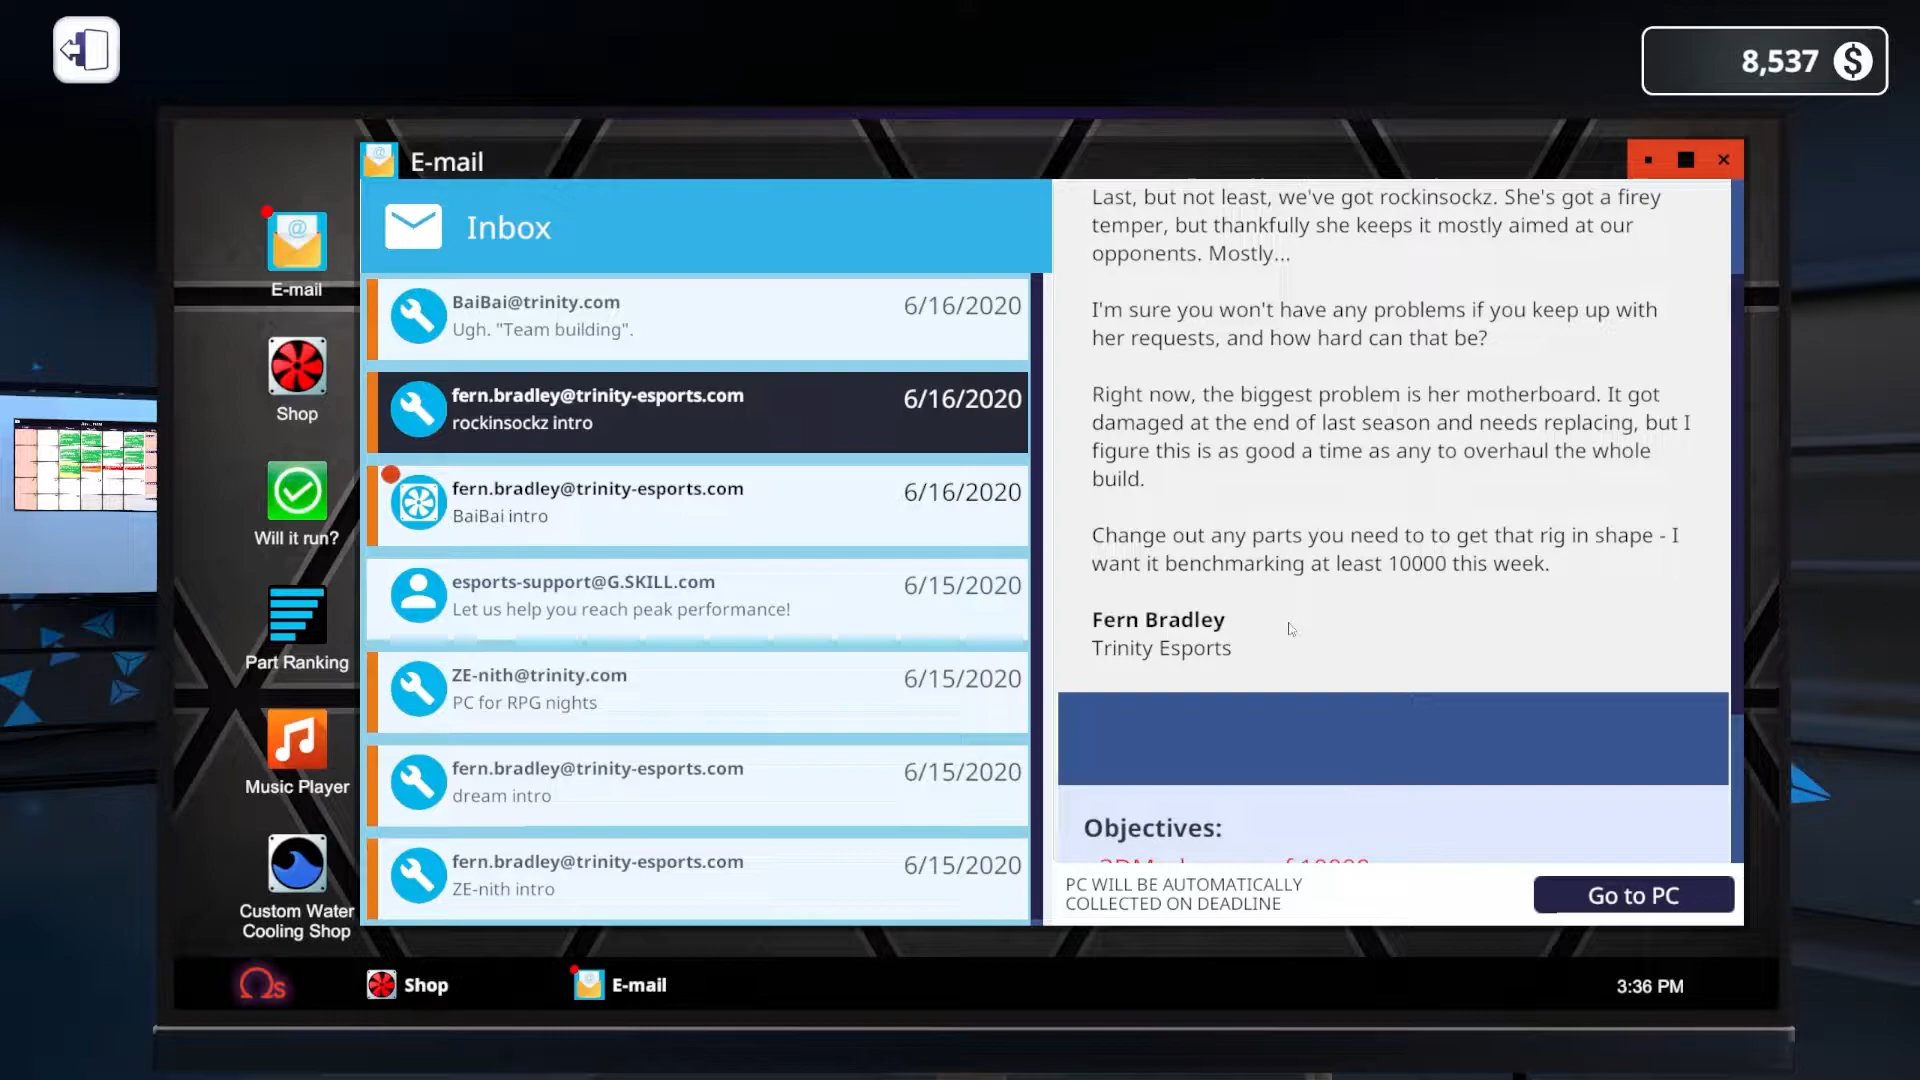 8,537
E-mail
Inbox
BaiBai@trinity.com
6/16/2020
Ugh. "Team building".
fern.bradley@trinity-esports.com
6/16/2020
rockinsockz intro
fern.bradley@trinity-esports.com
6/16/2020
BaiBai intro
esports-support@G.SKILL.com
6/15/2020
Let us help you reach peak performance!
ZE-nith@trinity.com
6/15/2020
PC for RPG nights
fern.bradley@trinity-esports.com
6/15/2020
dream intro
fern.bradley@trinity-esports.com
6/15/2020
ZE-nith intro
Last, but not least, we've got rockinsockz. She's got a firey
temper, but thankfully she keeps it mostly aimed at our
opponents. Mostly...
I'm sure you won't have any problems if you keep up with
her requests, and how hard can that be?
Right now, the biggest problem is her motherboard. It got
damaged at the end of last season and needs replacing, but I
figure this is as good a time as any to overhaul the whole
build.
Change out any parts you need to to get that rig in shape - I
want it benchmarking at least 10000 this week.
Fern Bradley
Trinity Esports
Objectives:
PC WILL BE AUTOMATICALLY
COLLECTED ON DEADLINE
Go to PC
E-mail
Shop
Will it run?
Part Ranking
Music Player
Custom Water
Cooling Shop
Ωs
Shop
E-mail
3:36 PM